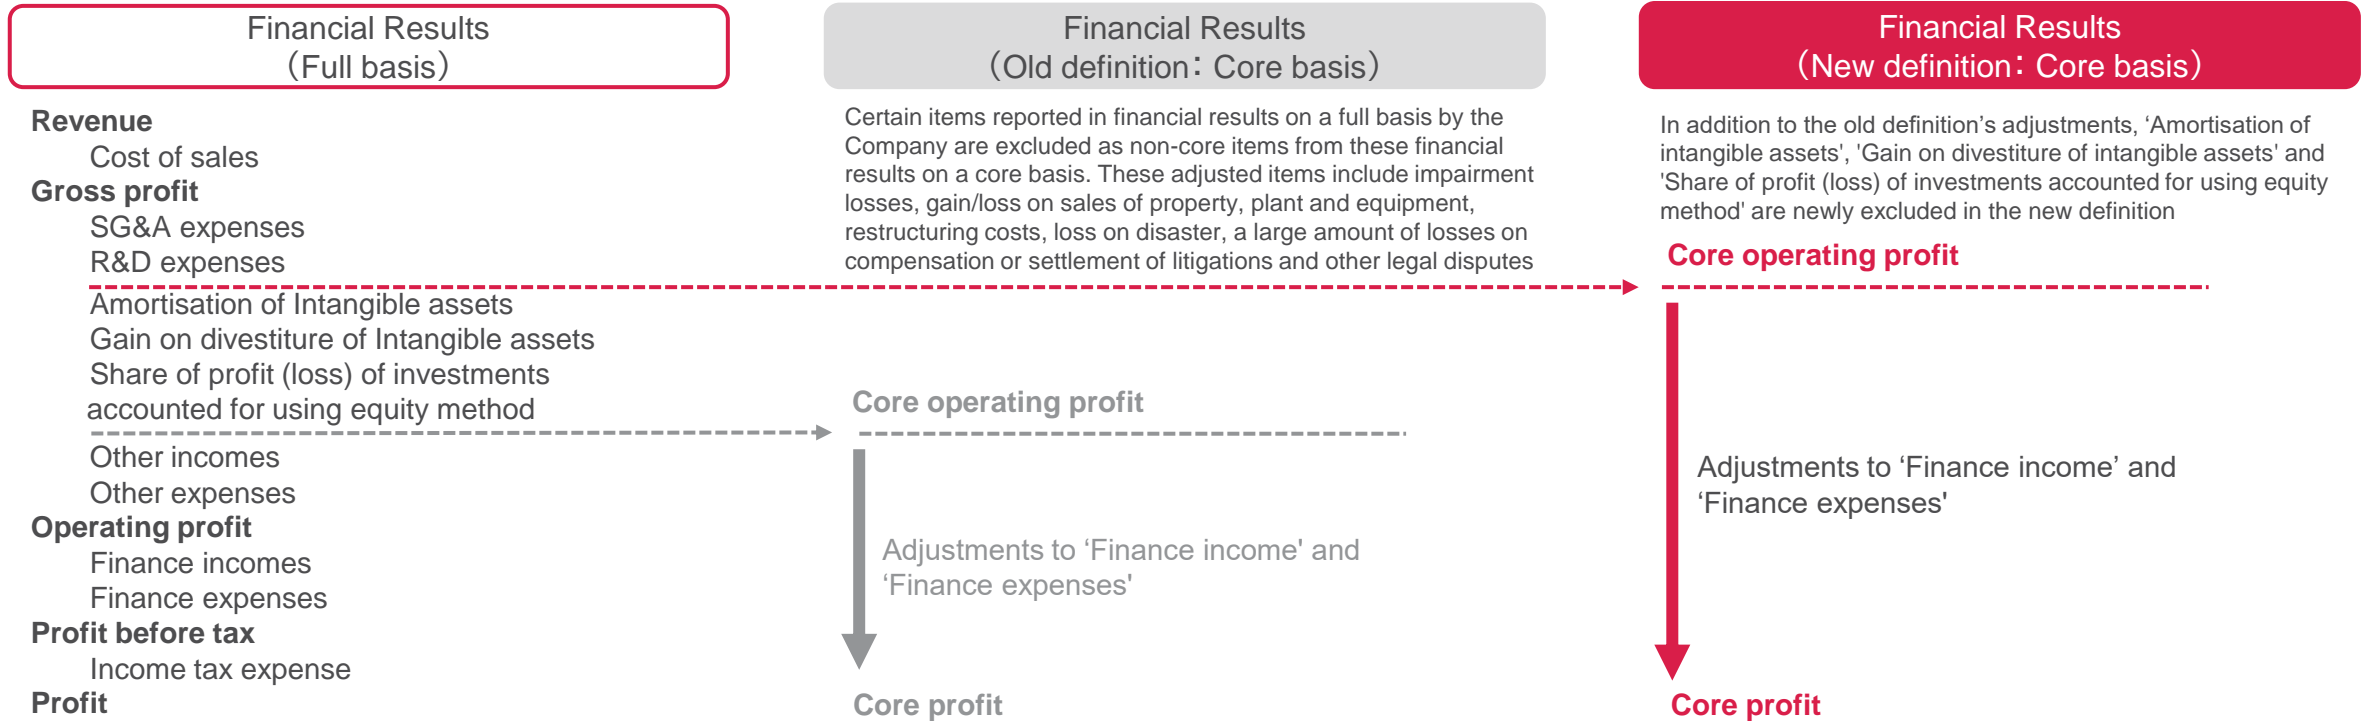 Financial Results
（Full basis）
Revenue
Cost of sales
Gross profit
SG&A expenses
R&D expenses
Amortisation of Intangible assets
Gain on divestiture of Intangible assets
Share of profit (loss) of investments
accounted for using equity method
Other incomes
Other expenses
Operating profit
Finance incomes
Finance expenses
Profit before tax
Income tax expense
Profit
Financial Results
（Old definition：Core basis）
Certain items reported in financial results on a full basis by the
Company are excluded as non-core items from these financial
results on a core basis. These adjusted items include impairment
losses, gain/loss on sales of property, plant and equipment,
restructuring costs, loss on disaster, a large amount of losses on
compensation or settlement of litigations and other legal disputes
Core operating profit
Adjustments to ‘Finance income' and
‘Finance expenses'
Core profit
Financial Results
（New definition：Core basis）
In addition to the old definition’s adjustments, ‘Amortisation of
intangible assets', 'Gain on divestiture of intangible assets' and
'Share of profit (loss) of investments accounted for using equity
method' are newly excluded in the new definition
Core operating profit
Adjustments to ‘Finance income’ and
‘Finance expenses'
Core profit